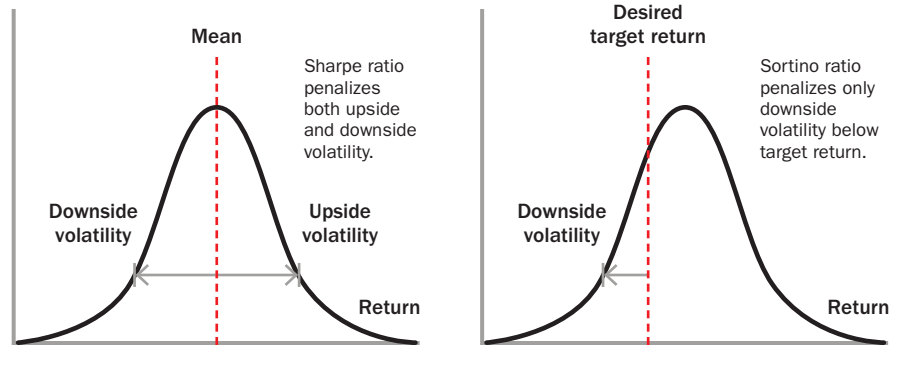 Mean
Sharpe ratio
penalizes
both upside
and downside
volatility.
Downside
volatility
Upside
volatility
Return
Desired
target return
Sortino ratio
penalizes only
downside
volatility below
target return.
Downside
volatility
Return